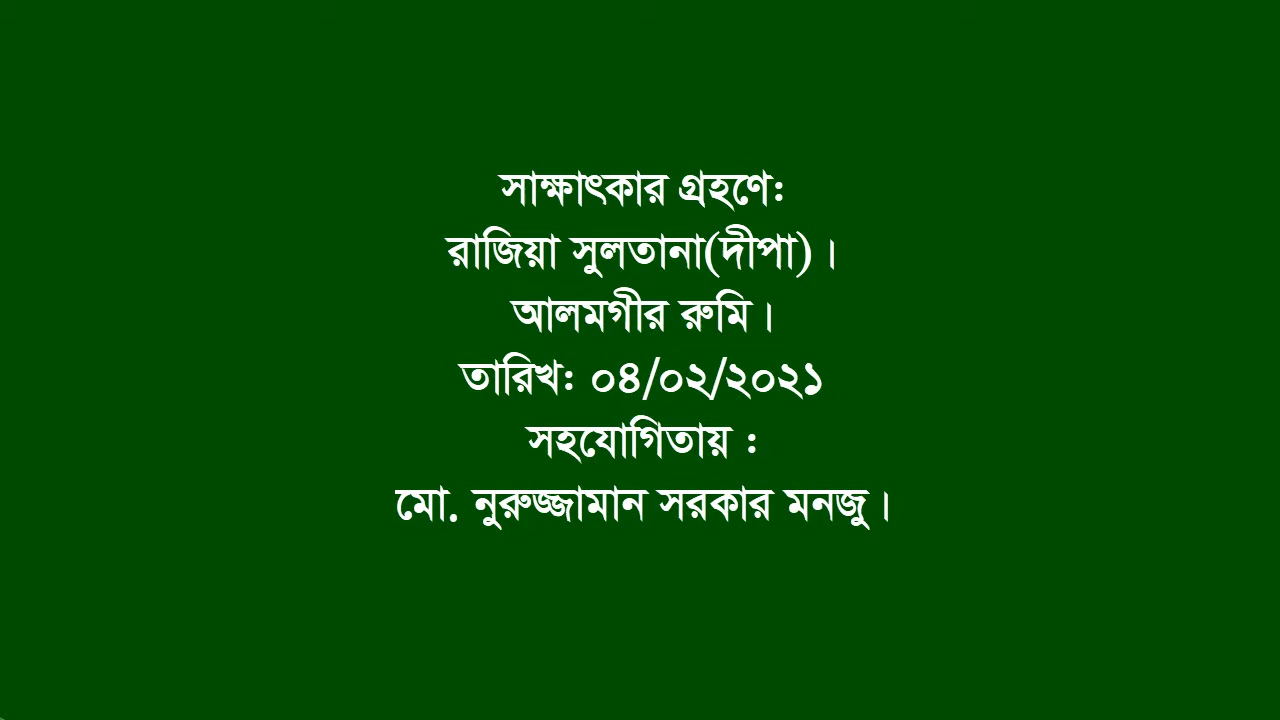 সাক্ষাৎকার গ্রহণে:
রাজিয়া সুলতানা(দীপা)।
আলমগীর রুমি।
তারিখ: ০৪/০২/২০২১
সহযোগিতায় :
মো. নুরুজ্জামান সরকার মনজু।